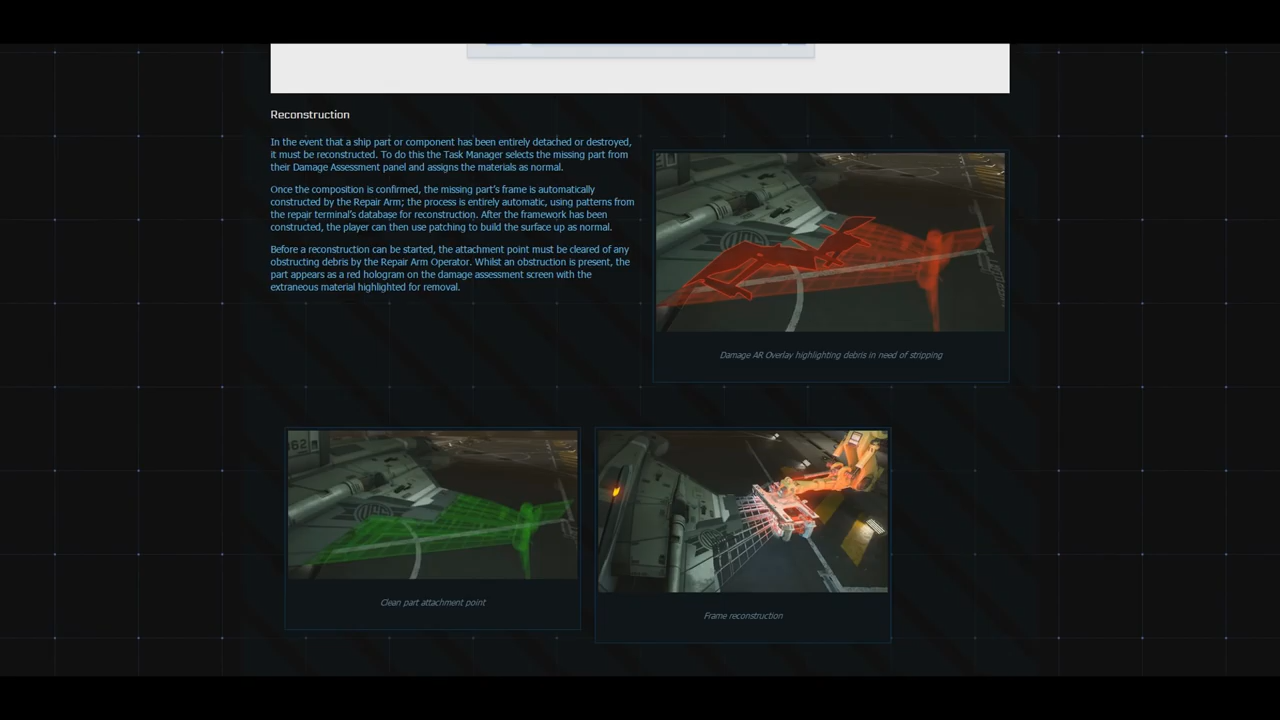 Reconstruction
In the event that a ship part or component has been entirely detached or destroyed,
it must be reconstructed. To do this the Task Manager selects the missing part from
their Damage Assessment panel and assigns the materials as normal.
Once the composition is confirmed, the missing part's frame is automatically
constructed by the Repair Arm; the process is entirely automatic, using patterns from
the repair terminal's database for reconstruction. After the framework has been
constructed, the player can then use patching to build the surface up as normal.
Before a reconstruction can be started, the attachment point must be cleared of any
obstructing debris by the Repair Arm Operator. Whilst an obstruction is present, the
part appears as a red hologram on the damage assessment screen with the
extraneous material highlighted for removal.
Damage AR Overlay highlighting debris in need of stripping
Clean part attachment point
Frame reconstruction